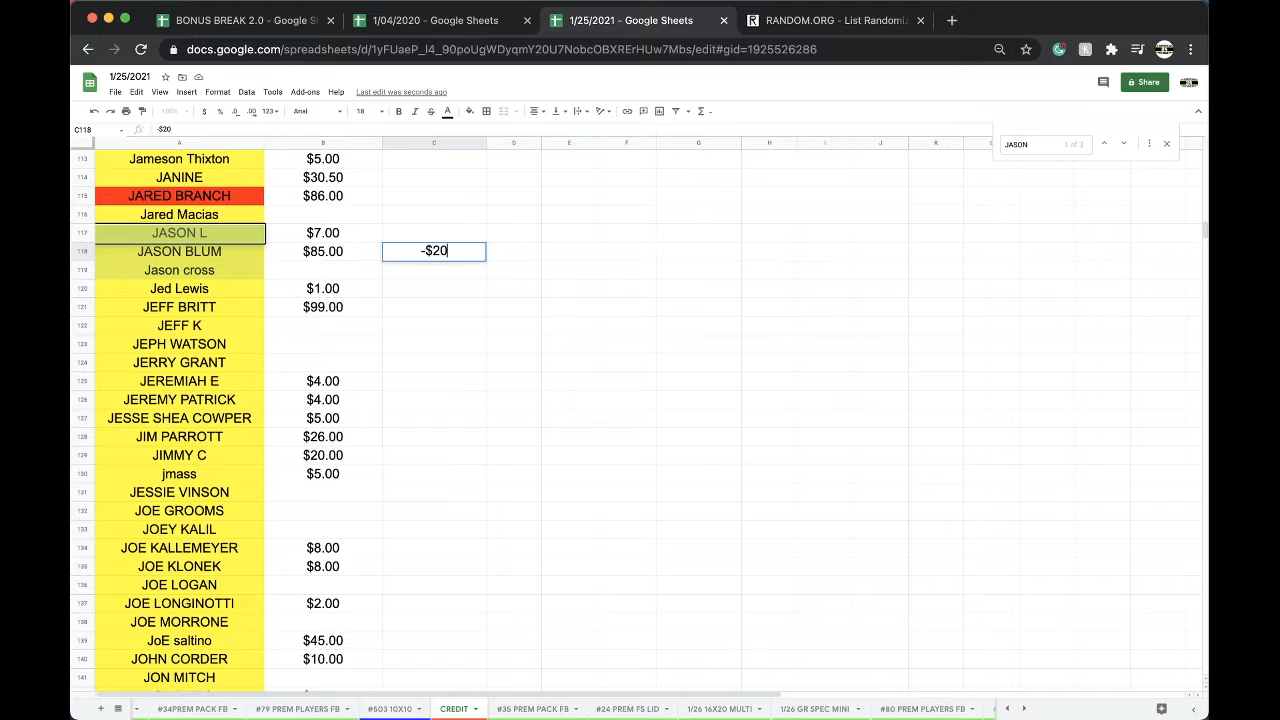 BONUS BREAK 2.0 - Google Sh
1/04/2020 - Google Sheets
1/25/2021 - Google Sheets
RANDOM.ORG - List Randomiz
docs.google.com/spreadsheets/d/1yFUaeP_l4_90poUgWDyqmY20U7NobcOBXRErHUw7Mbs/edit#gid=1925526286
1/25/2021
File Edit View Insert Format Data Tools Add-ons Help Last edit was seconds ago
Share
100% $ % .0 .00 123 Arial 18 B I S A
C118 fx -$20
JASON 1 of 3
A B C D E F G H I J K L
113 Jameson Thixton $5.00
114 JANINE $30.50
115 JARED BRANCH $86.00
116 Jared Macias
117 JASON L $7.00
118 JASON BLUM $85.00 -$20
119 Jason cross
120 Jed Lewis $1.00
121 JEFF BRITT $99.00
122 JEFF K
123 JEPH WATSON
124 JERRY GRANT
125 JEREMIAH E $4.00
126 JEREMY PATRICK $4.00
127 JESSE SHEA COWPER $5.00
128 JIM PARROTT $26.00
129 JIMMY C $20.00
130 jmass $5.00
131 JESSIE VINSON
132 JOE GROOMS
133 JOEY KALIL
134 JOE KALLEMEYER $8.00
135 JOE KLONEK $8.00
136 JOE LOGAN
137 JOE LONGINOTTI $2.00
138 JOE MORRONE
139 JoE saltino $45.00
140 JOHN CORDER $10.00
141 JON MITCH
#34PREM PACK FB #79 PREM PLAYERS FB #503 10X10 CREDIT #35 PREM PACK FB #24 PREM FS LID 1/26 16X20 MULTI 1/26 GR SPEC MINI #80 PREM PLAYERS FB